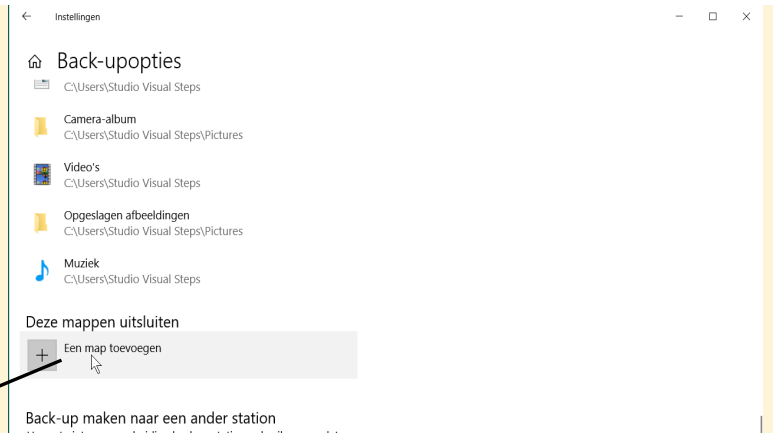 Instellingen
Back-upopties
C:\Users\Studio Visual Steps
Camera-album
C:\Users\Studio Visual Steps\Pictures
Video's
C:\Users\Studio Visual Steps
Opgeslagen afbeeldingen
C:\Users\Studio Visual Steps\Pictures
Muziek
C:\Users\Studio Visual Steps
Deze mappen uitsluiten
Een map toevoegen
Back-up maken naar een ander station